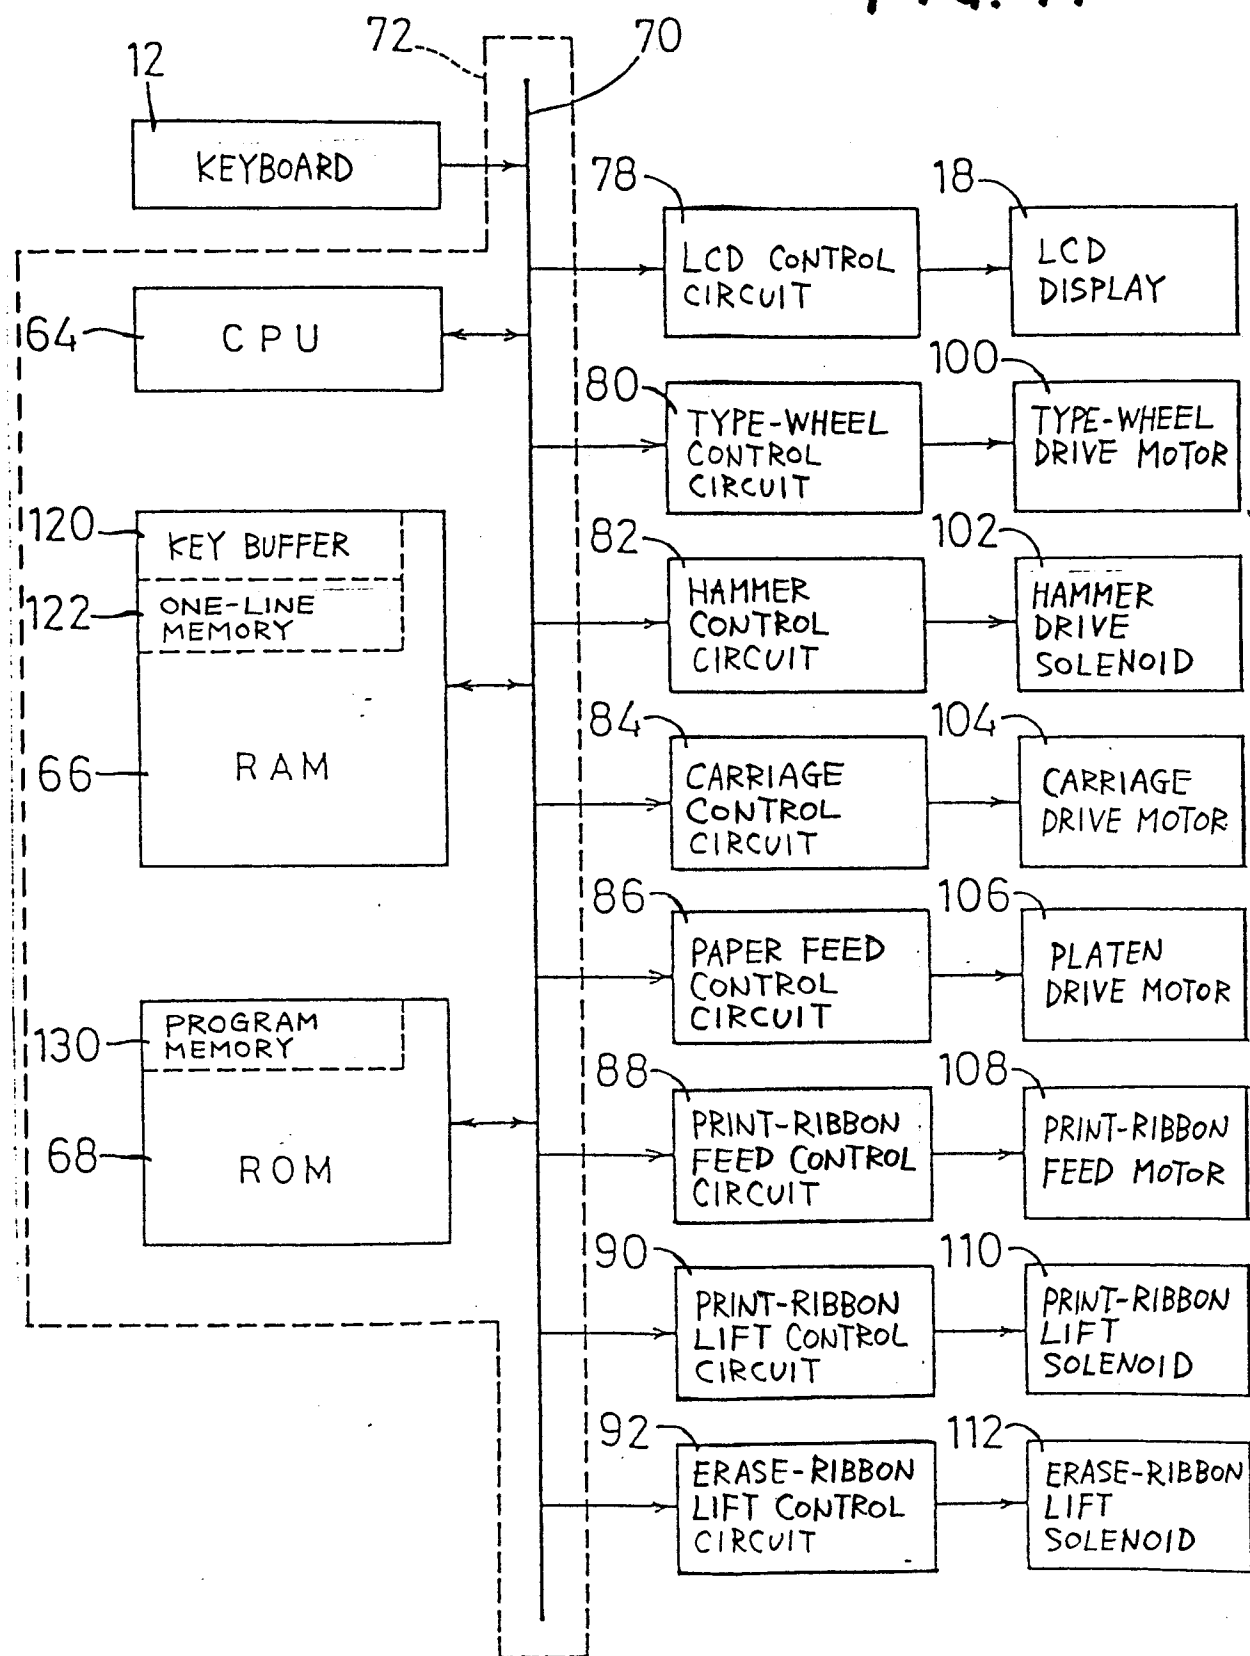 72
70
12
KEYBOARD
78
LCD CONTROL
CIRCUIT
18
LCD
DISPLAY
64
CPU
80
TYPE-WHEEL
CONTROL
CIRCUIT
100
TYPE-WHEEL
DRIVE MOTOR
120
KEY BUFFER
122
ONE-LINE
MEMORY
66
RAM
82
HAMMER
CONTROL
CIRCUIT
102
HAMMER
DRIVE
SOLENOID
84
CARRIAGE
CONTROL
CIRCUIT
104
CARRIAGE
DRIVE MOTOR
86
PAPER FEED
CONTROL
CIRCUIT
106
PLATEN
DRIVE MOTOR
130
PROGRAM
MEMORY
68
ROM
88
PRINT-RIBBON
FEED CONTROL
CIRCUIT
108
PRINT-RIBBON
FEED MOTOR
90
PRINT-RIBBON
LIFT CONTROL
CIRCUIT
110
PRINT-RIBBON
LIFT
SOLENOID
92
ERASE-RIBBON
LIFT CONTROL
CIRCUIT
112
ERASE-RIBBON
LIFT
SOLENOID